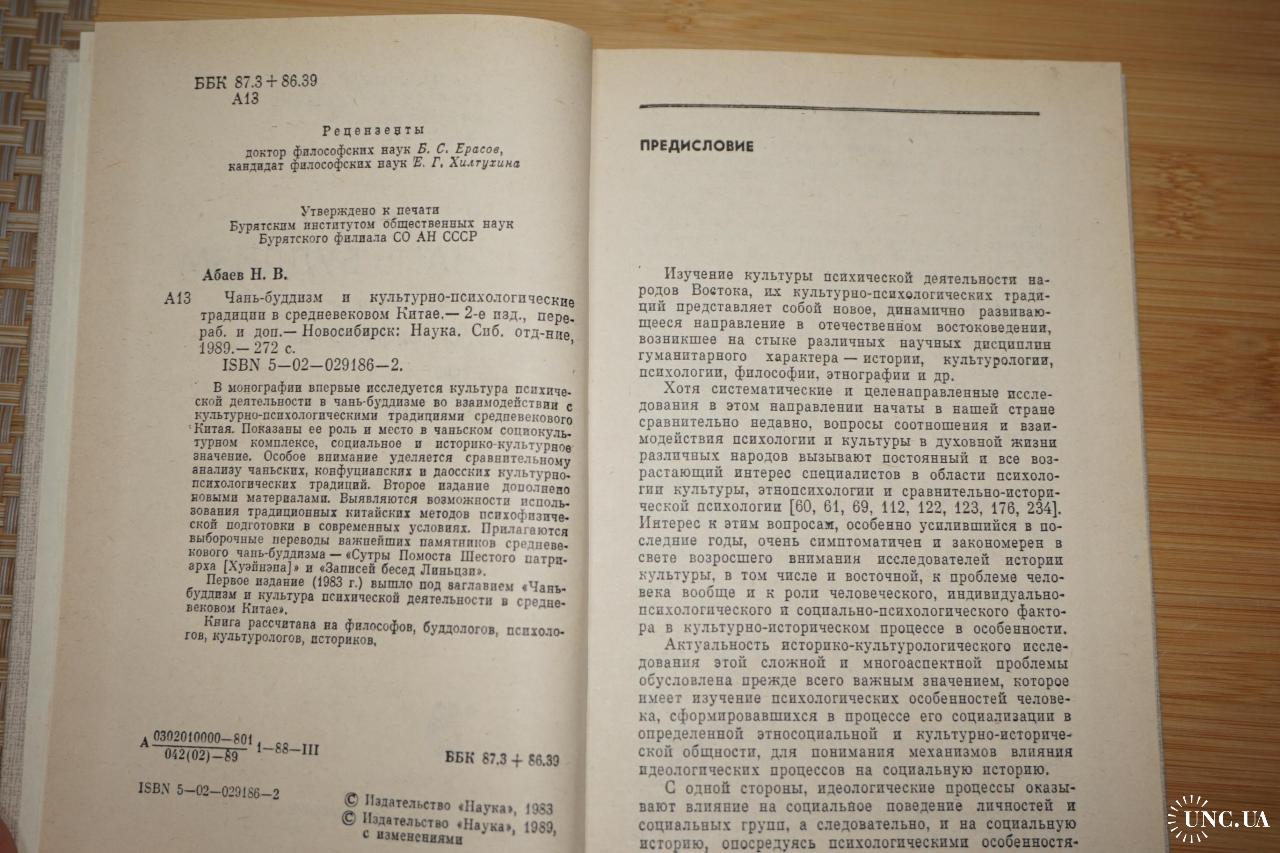 ББК 87.3+86.39
А13
Рецензенты
доктор философских наук Б. С. Ерасов,
кандидат философских наук Е. Г. Хилтухина
Утверждено к печати
Бурятским институтом общественных наук
Бурятского филиала СО АН СССР
Абаев Н. В.
А13 Чань-буддизм и культурно-психологические
традиции в средневековом Китае.— 2-е изд., пере-
раб. и доп.— Новосибирск: Наука. Сиб. отд-ние,
1989.— 272 с.
ISBN 5—02—029186—2.
В монографии впервые исследуется культура психиче-
ской деятельности в чань-буддизме во взаимодействии с
культурно-психологическими традициями средневекового
Китая. Показаны ее роль и место в чаньском социокуль-
турном комплексе, социальное и историко-культурное
значение. Особое внимание уделяется сравнительному
анализу чаньских, конфуцианских и даосских культурно-
психологических традиций. Второе издание дополнено
новыми материалами. Выявляются возможности исполь-
зования традиционных китайских методов психофизиче-
ской подготовки в современных условиях. Прилагаются
выборочные переводы важнейших памятников средневе-
кового чань-буддизма — «Сутры Помоста Шестого патри-
арха [Хуэйнэна]» и «Записей бесед Линьцзи».
Первое издание (1983 г.) вышло под заглавием «Чань-
буддизм и культура психической деятельности в средне-
вековом Китае».
Книга рассчитана на философов, буддологов, психоло-
гов, культурологов, историков,
А 0302010000—801
042(02)—89
1—88—III
ББК 87.3+86.39
ISBN 5—02—029186—2
© Издательство «Наука», 1983
© Издательство «Наука», 1989,
с изменениями
ПРЕДИСЛОВИЕ
Изучение культуры психической деятельности на-
родов Востока, их культурно-психологических тради-
ций представляет собой новое, динамично развиваю-
щееся направление в отечественном востоковедении,
возникшее на стыке различных научных дисциплин
гуманитарного характера — истории, культурологии,
психологии, философии, этнографии и др.
Хотя систематические и целенаправленные иссле-
дования в этом направлении начаты в нашей стране
сравнительно недавно, вопросы соотношения и взаи-
модействия психологии и культуры в духовной жизни
различных народов вызывают постоянный и все воз-
растающий интерес специалистов в области психоло-
гии культуры, этнопсихологии и сравнительно-истори-
ческой психологии [60, 61, 69, 112, 122, 123, 176, 234].
Интерес к этим вопросам, особенно усилившийся в по-
следние годы, очень симптоматичен и закономерен в
свете возросшего внимания исследователей истории
культуры, в том числе и восточной, к проблеме чело-
века вообще и к роли человеческого, индивидуально-
психологического и социально-психологического факто-
ра в культурно-историческом процессе в особенности.
Актуальность историко-культурологического иссле-
дования этой сложной и многоаспектной проблемы
обусловлена прежде всего важным значением, которое
имеет изучение психологических особенностей челове-
ка, сформировавшихся в процессе его социализации в
определенной этносоциальной и культурно-историче-
ской общности, для понимания механизмов влияния
идеологических процессов на социальную историю.
С одной стороны, идеологические процессы оказы-
вают влияние на социальное поведение личностей и
социальных групп, а следовательно, и на социальную
историю, опосредуясь психологическими особенностя-
UNC.UA